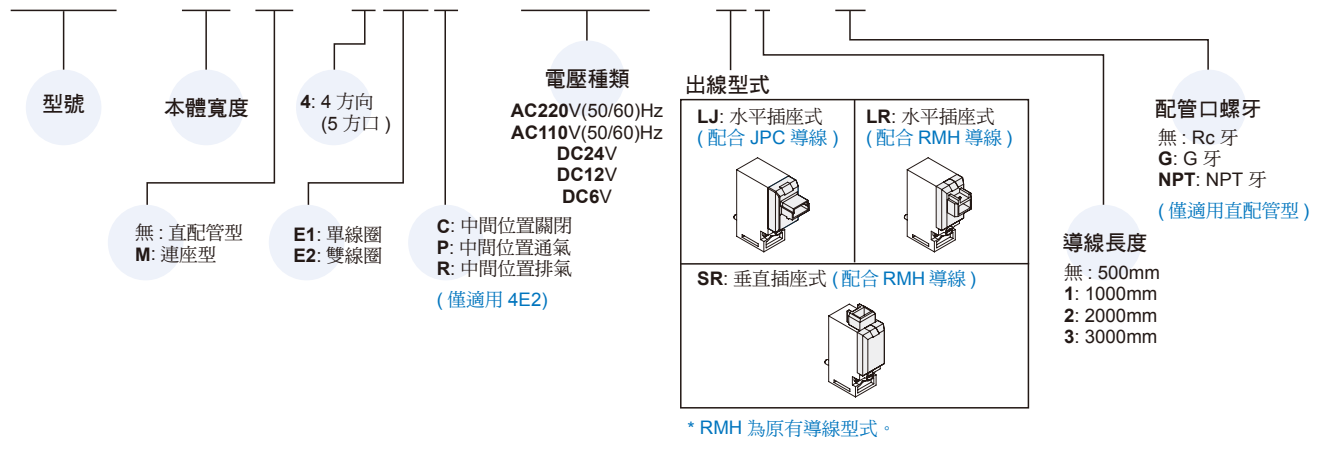 型號
本體寬度
4: 4 方向
(5 方口 )
電壓種類
AC220V(50/60)Hz
AC110V(50/60)Hz
DC24V
DC12V
DC6V
無 : 直配管型
M: 連座型
E1: 單線圈
E2: 雙線圈
C: 中間位置關閉
P: 中間位置通氣
R: 中間位置排氣
( 僅適用 4E2)
出線型式
LJ: 水平插座式
( 配合 JPC 導線 )
LR: 水平插座式
( 配合 RMH 導線 )
SR: 垂直插座式 ( 配合 RMH 導線 )
* RMH 為原有導線型式。
配管口螺牙
無 : Rc 牙
G: G 牙
NPT: NPT 牙
( 僅適用直配管型 )
導線長度
無 : 500mm
1: 1000mm
2: 2000mm
3: 3000mm